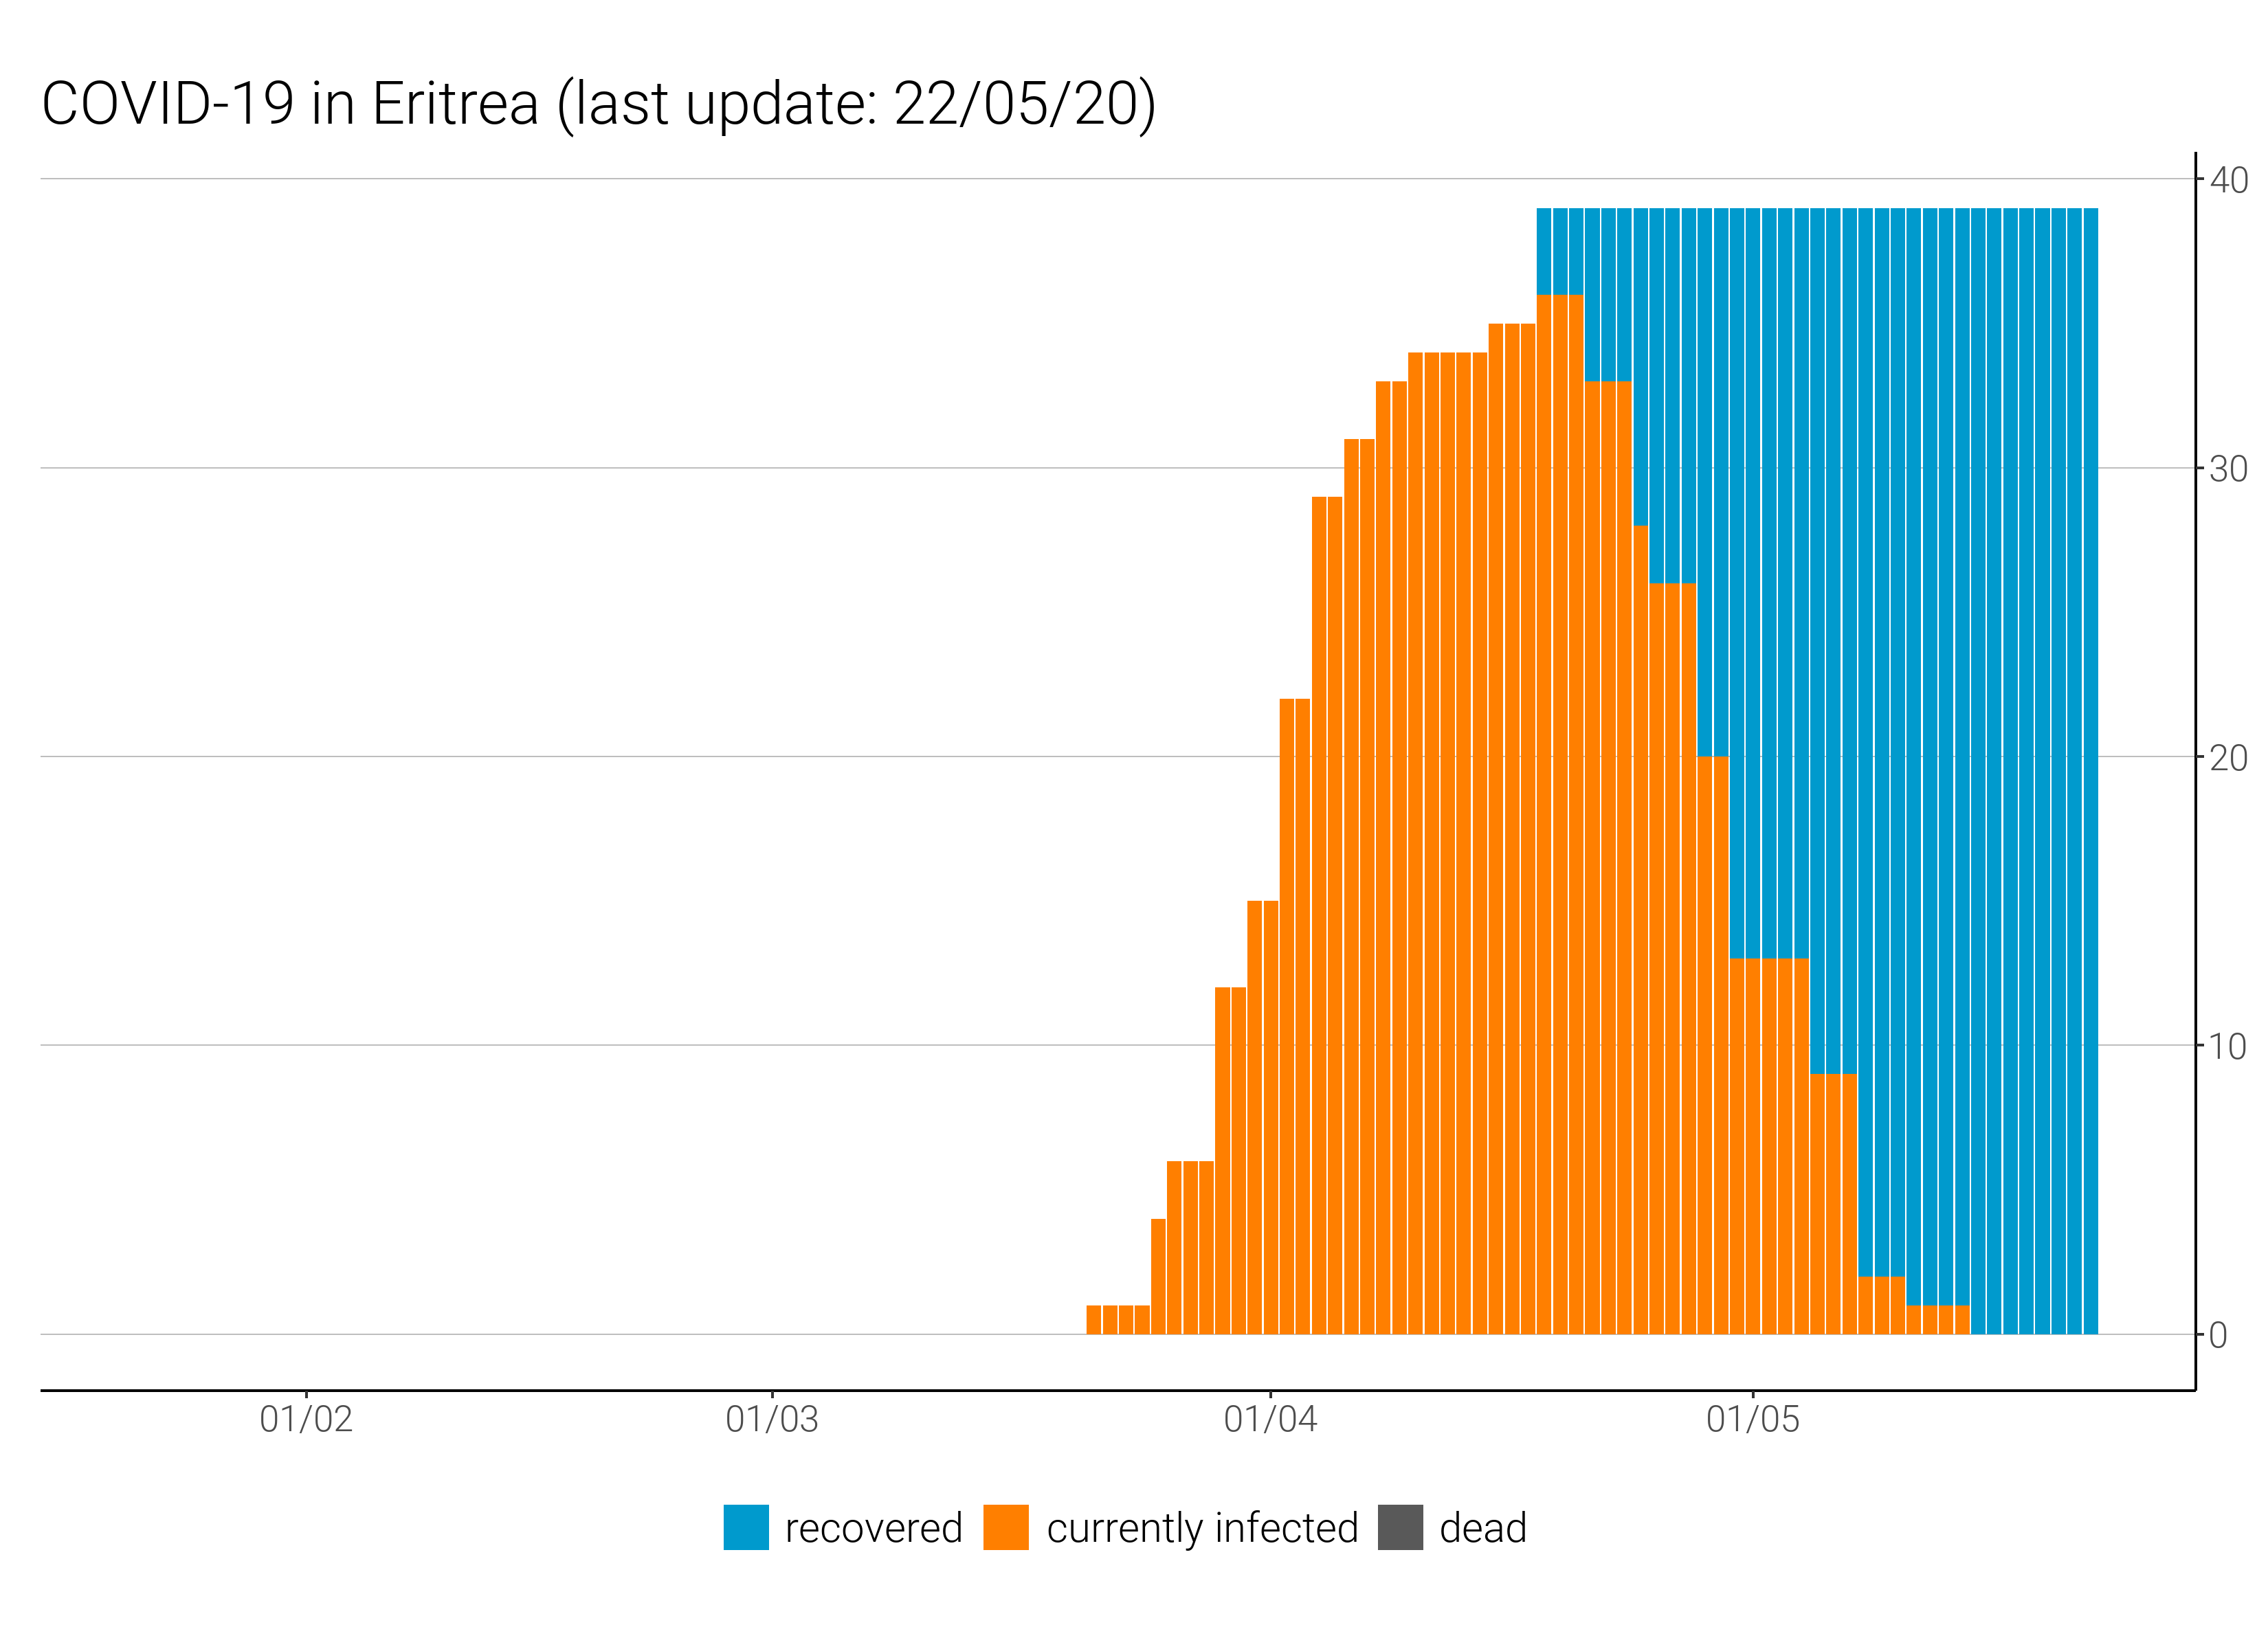 COVID-19 in Eritrea (last update: 22/05/20)
40
30
20
10
0
01/02 01/03 01/04 01/05
recovered currently infected dead